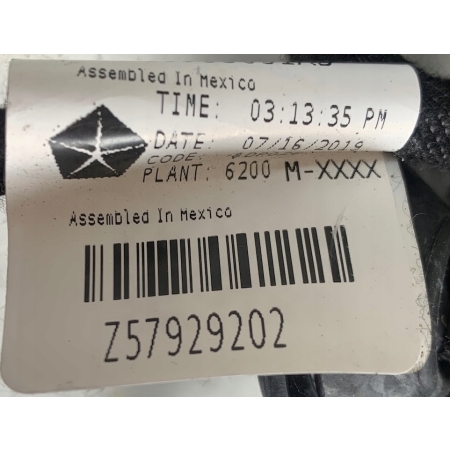 Assembled In Mexico
TIME: 03:13:35 PM
DATE: 07/16/2019
CODE:
PLANT: 6200 M-XXXX
Assembled In Mexico
Z57929202